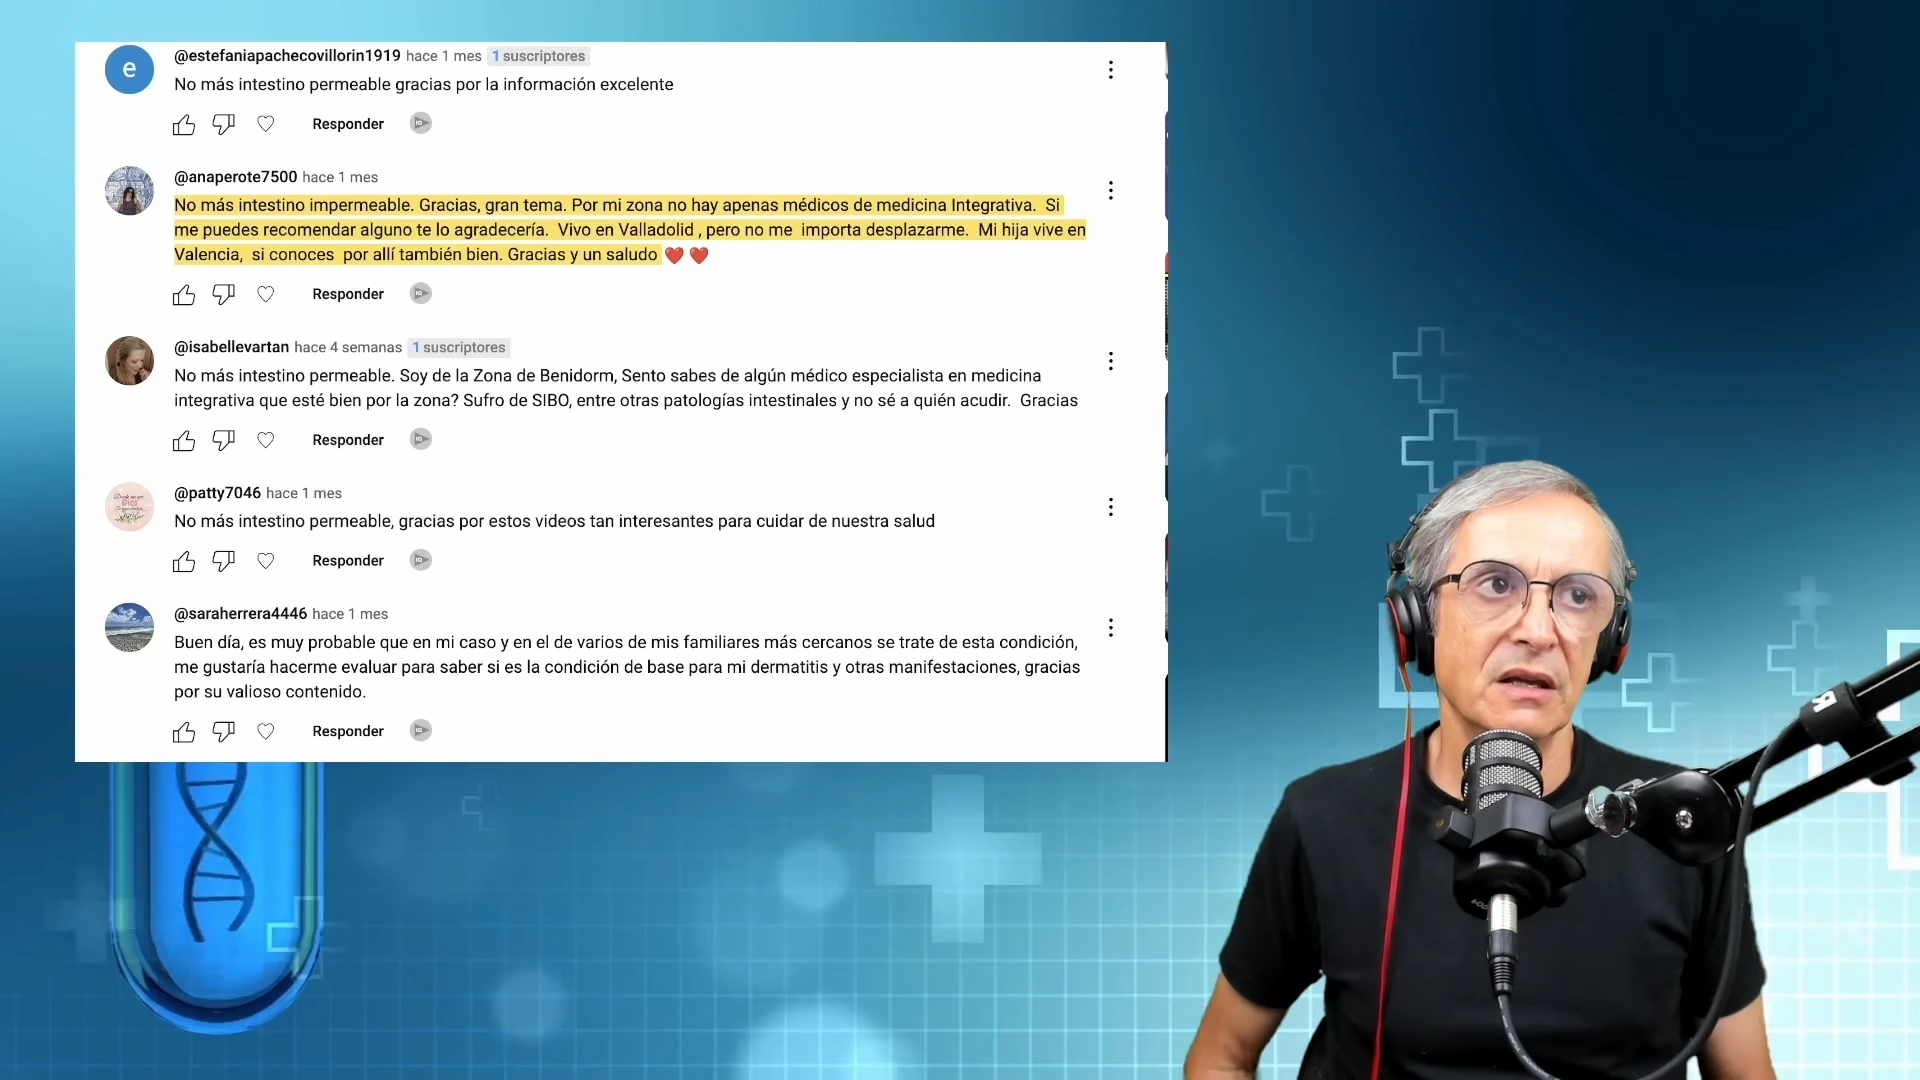 e
@estefaniapachecovillorin1919 hace 1 mes 1 suscriptores
No más intestino permeable gracias por la información excelente
Responder
@anaperote7500 hace 1 mes
No más intestino impermeable. Gracias, gran tema. Por mi zona no hay apenas médicos de medicina Integrativa. Si
me puedes recomendar alguno te lo agradecería. Vivo en Valladolid , pero no me importa desplazarme. Mi hija vive en
Valencia, si conoces por allí también bien. Gracias y un saludo ❤️ ❤️
Responder
@isabellevartan hace 4 semanas 1 suscriptores
No más intestino permeable. Soy de la Zona de Benidorm, Sento sabes de algún médico especialista en medicina
integrativa que esté bien por la zona? Sufro de SIBO, entre otras patologías intestinales y no sé a quién acudir. Gracias
Responder
@patty7046 hace 1 mes
No más intestino permeable, gracias por estos videos tan interesantes para cuidar de nuestra salud
Responder
@saraherrera4446 hace 1 mes
Buen día, es muy probable que en mi caso y en el de varios de mis familiares más cercanos se trate de esta condición,
me gustaría hacerme evaluar para saber si es la condición de base para mi dermatitis y otras manifestaciones, gracias
por su valioso contenido.
Responder